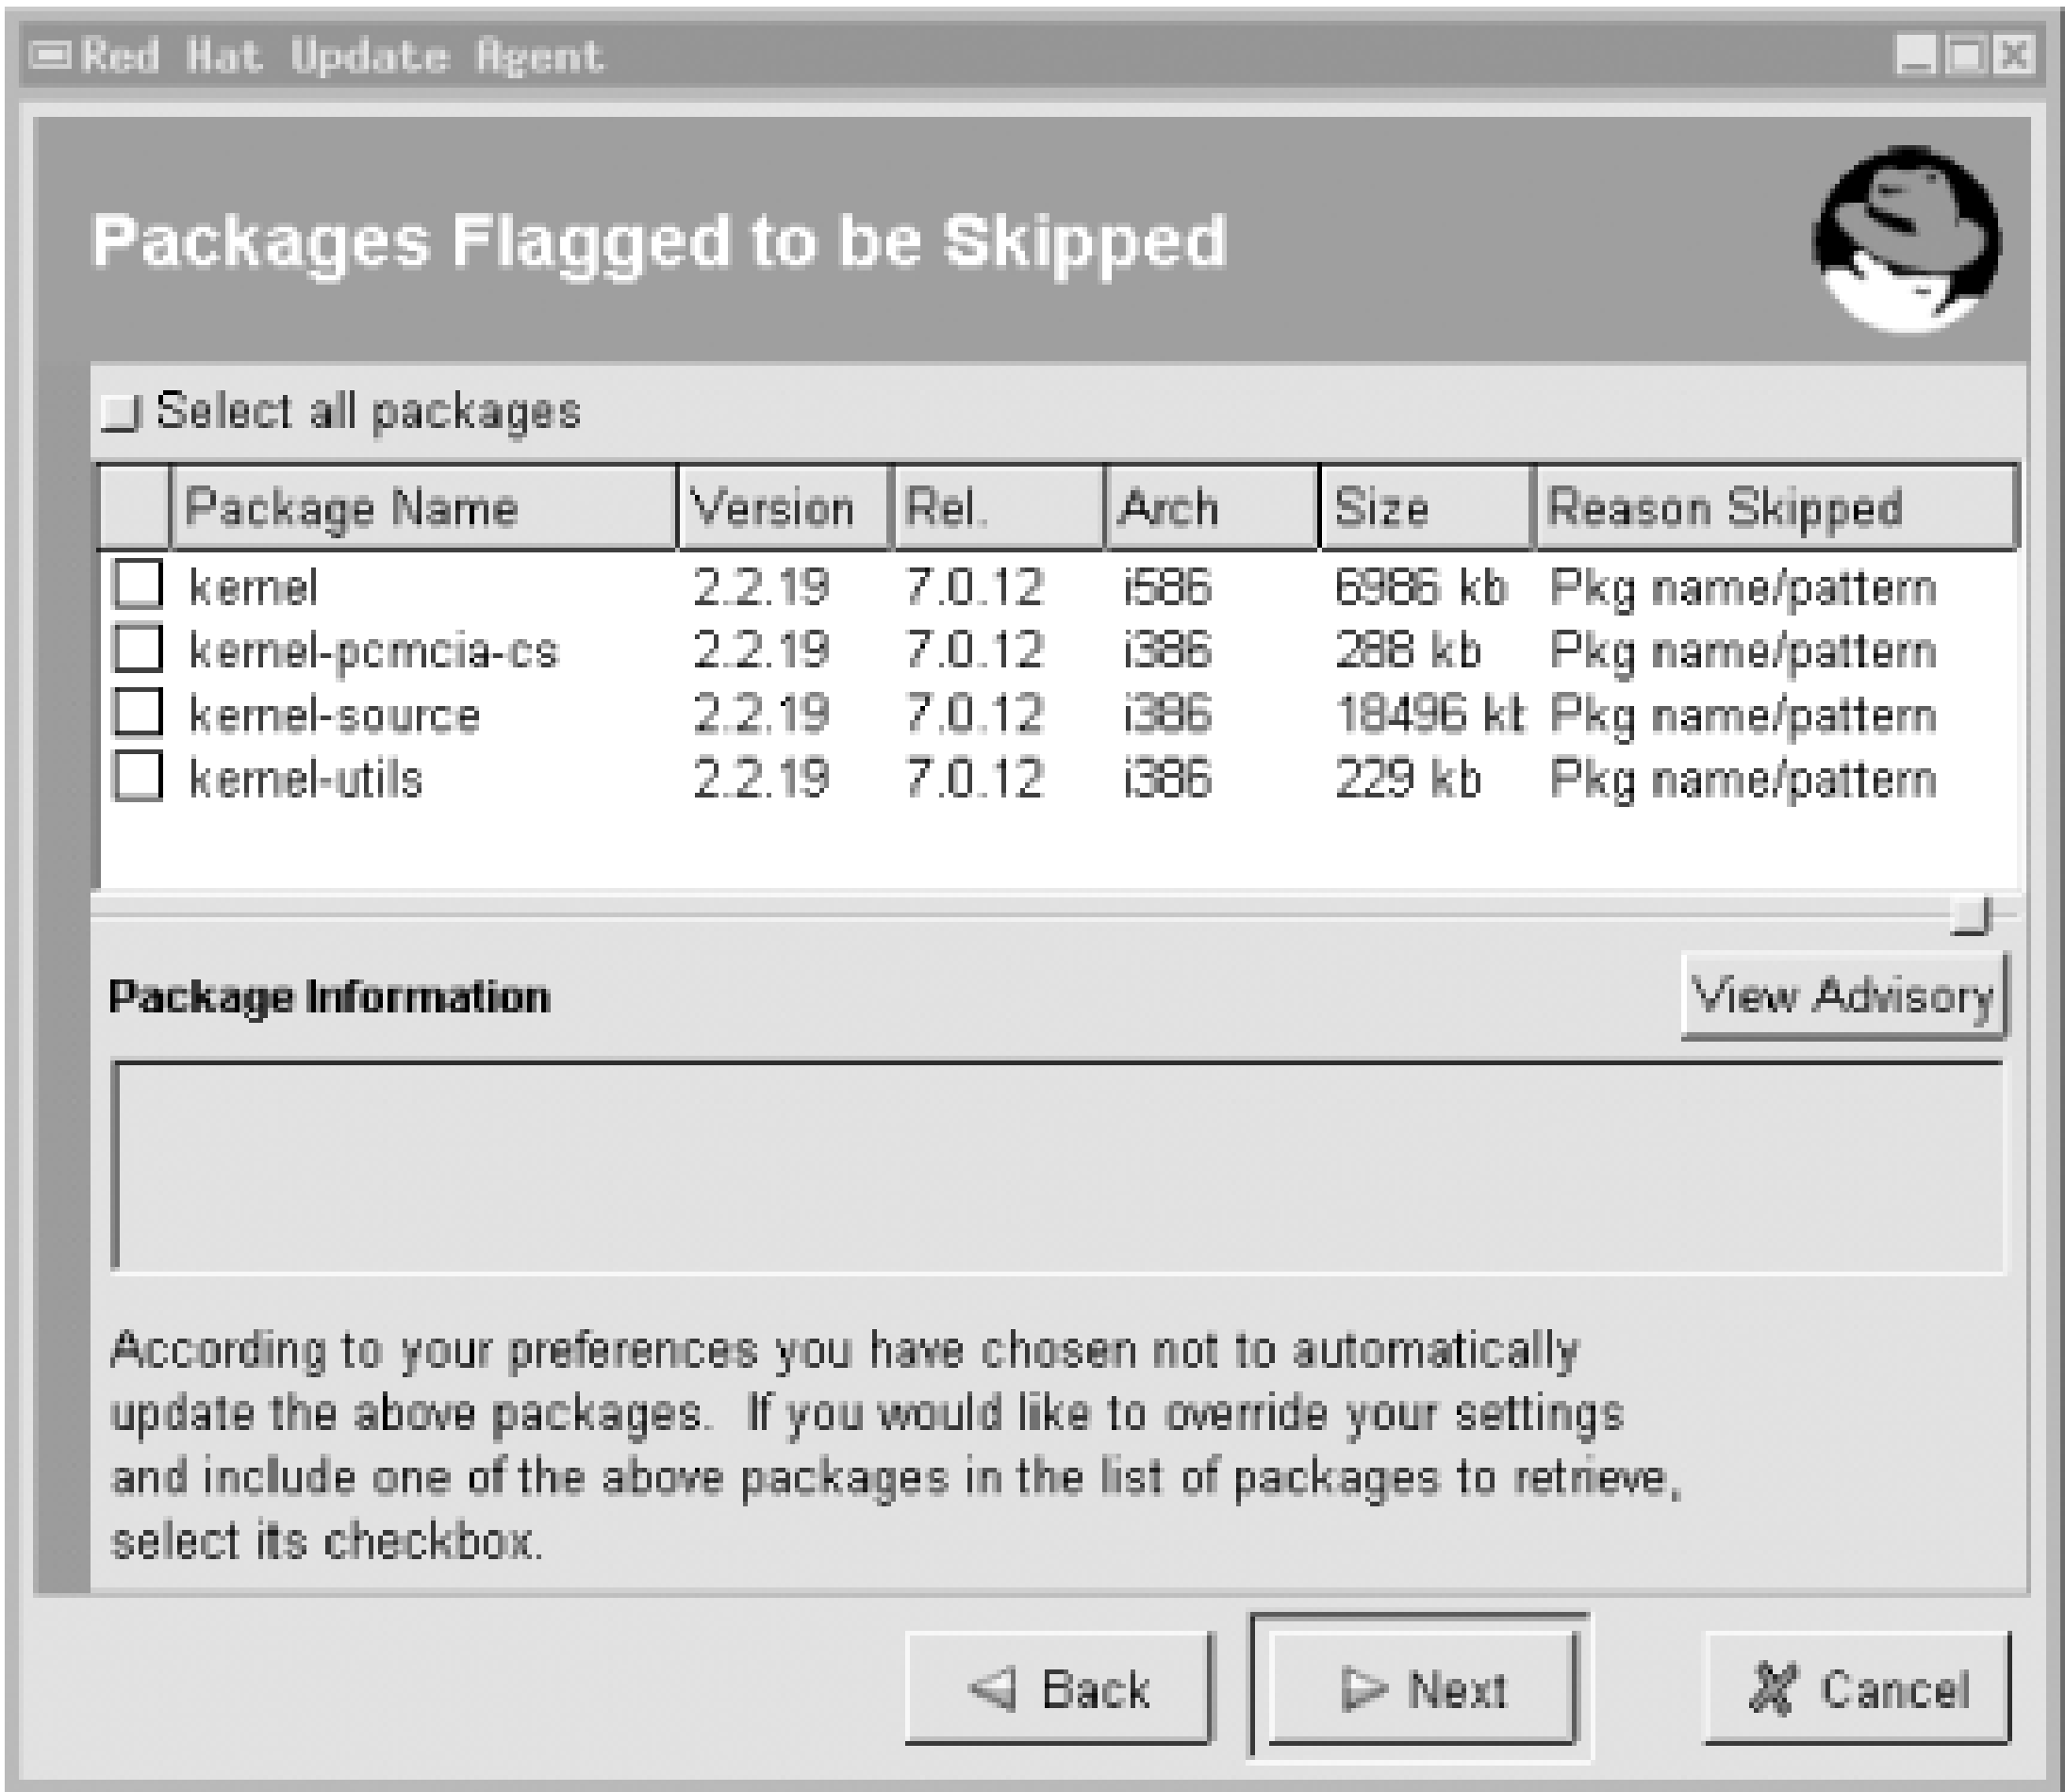 Red Hat Update Agent
Packages Flagged to be Skipped
Select all packages
Package Name Version Rel. Arch Size Reason Skipped
kernel 2.2.19 7.0.12 i586 6986 kb Pkg name/pattern
kernel-pcmcia-cs 2.2.19 7.0.12 i386 288 kb Pkg name/pattern
kernel-source 2.2.19 7.0.12 i386 18496 kb Pkg name/pattern
kernel-utils 2.2.19 7.0.12 i386 229 kb Pkg name/pattern
Package Information View Advisory
According to your preferences you have chosen not to automatically
update the above packages. If you would like to override your settings
and include one of the above packages in the list of packages to retrieve,
select its checkbox.
Back Next Cancel